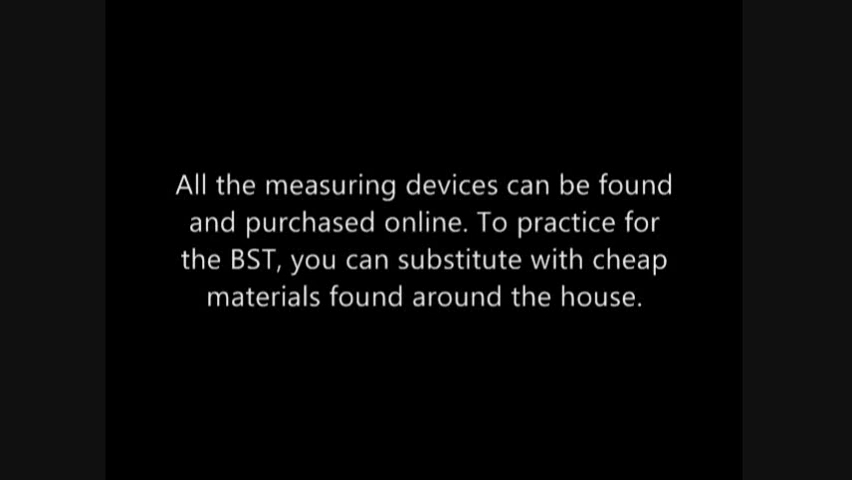 All the measuring devices can be found
and purchased online. To practice for
the BST, you can substitute with cheap
materials found around the house.